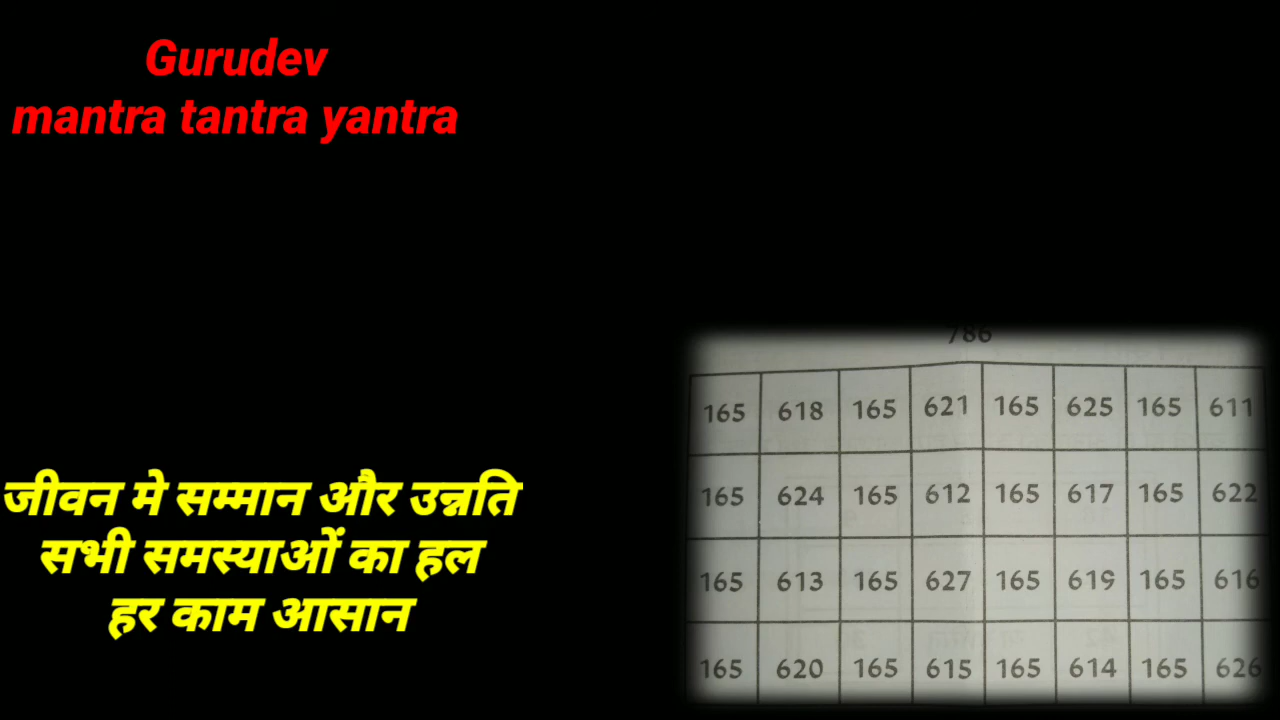 Gurudev
mantra tantra yantra
जीवन मे सम्मान और उन्नति
सभी समस्याओं का हल
हर काम आसान
786
165 618 165 621 165 625 165 611
165 624 165 612 165 617 165 622
165 613 165 627 165 619 165 616
165 620 165 615 165 614 165 626